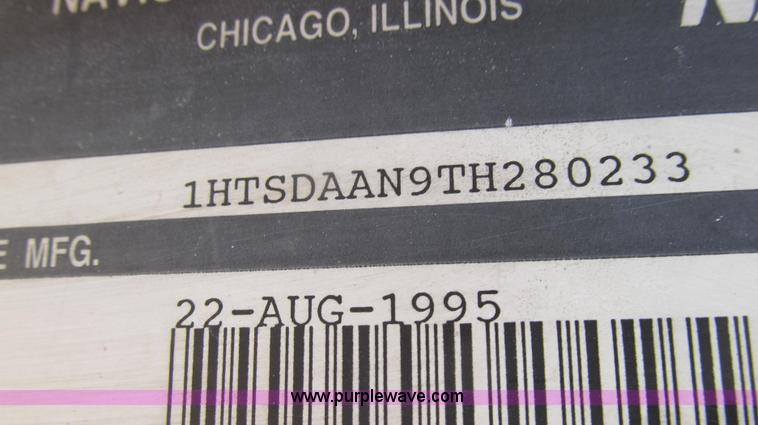 CHICAGO, ILLINOIS
1HTSDAAN9TH280233
MFG.
22-AUG-1995
www.purplewave.com